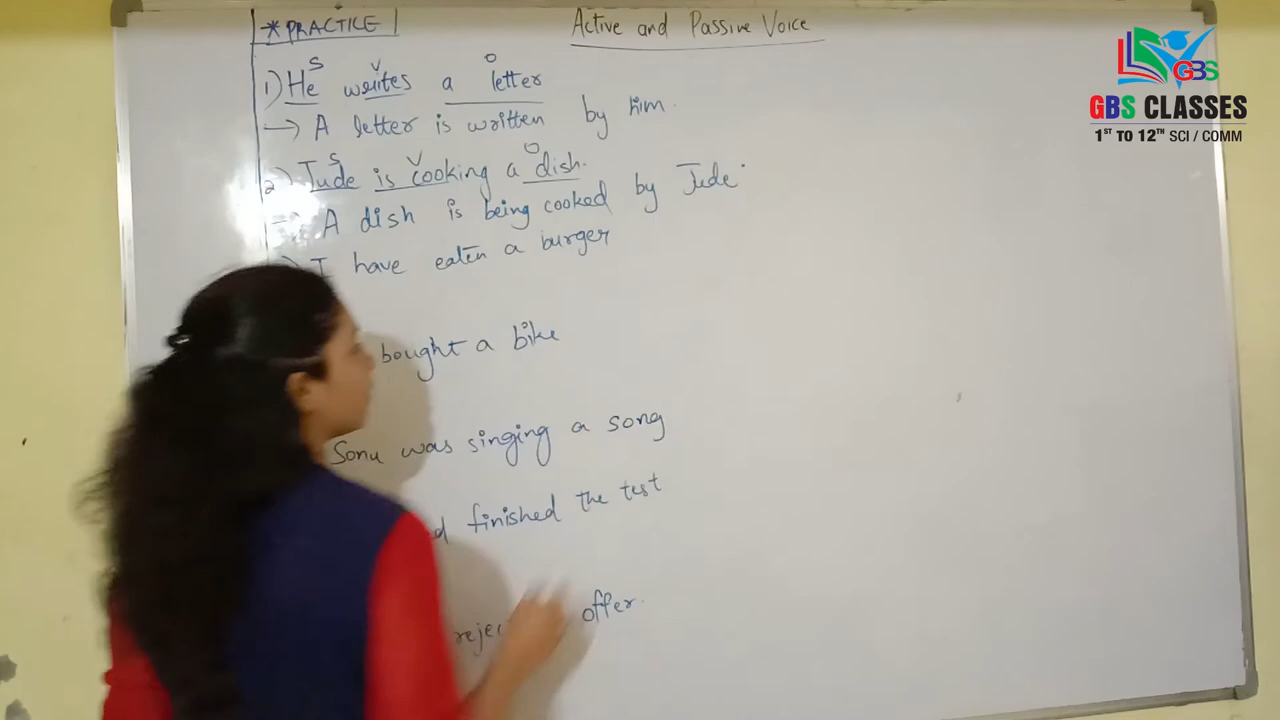 *PRACTICE
Active and Passive Voice
S V O
1) He writes a letter
→ A letter is written by him.
S V O
2) Jude is cooking a dish.
→ A dish is being cooked by Jude.
I have eaten a burger
bought a bike
Sonu was singing a song
finished the test
offer.
GBS
GBS CLASSES
1ST TO 12TH SCI / COMM